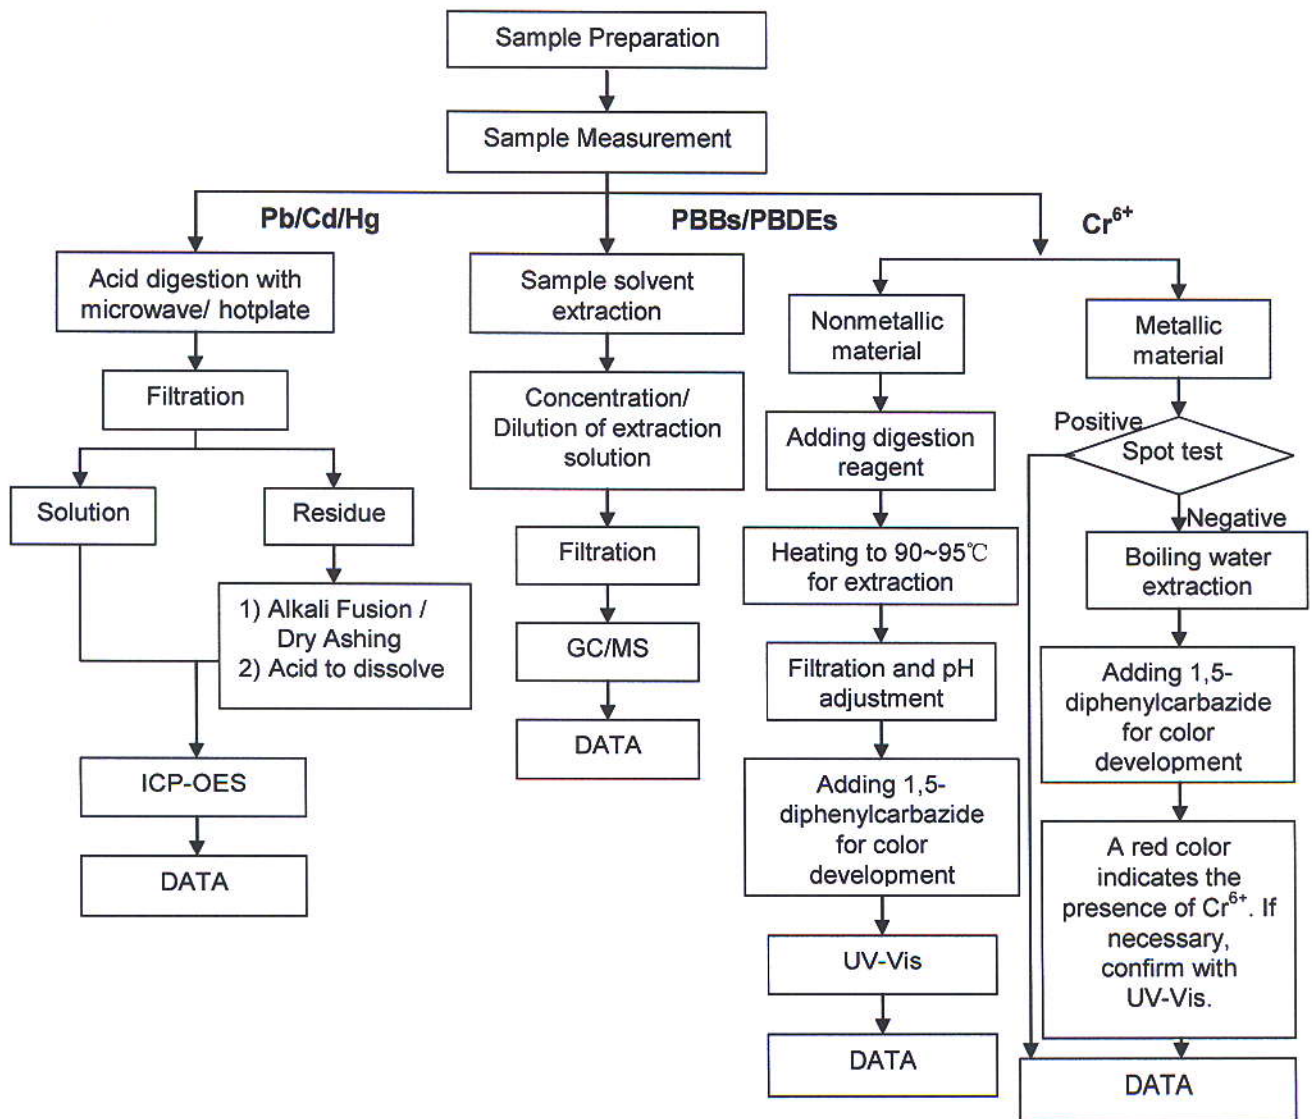 Sample Preparation
Sample Measurement
Pb/Cd/Hg
PBBs/PBDEs
Cr⁶⁺
Acid digestion with
microwave/ hotplate
Filtration
Solution
Residue
1) Alkali Fusion /
Dry Ashing
2) Acid to dissolve
ICP-OES
DATA
Sample solvent
extraction
Concentration/
Dilution of extraction
solution
Filtration
GC/MS
DATA
Nonmetallic
material
Adding digestion
reagent
Heating to 90~95℃
for extraction
Filtration and pH
adjustment
Adding 1,5-
diphenylcarbazide
for color
development
UV-Vis
DATA
Metallic
material
Positive
Spot test
Negative
Boiling water
extraction
Adding 1,5-
diphenylcarbazide
for color
development
A red color
indicates the
presence of Cr⁶⁺. If
necessary,
confirm with
UV-Vis.
DATA